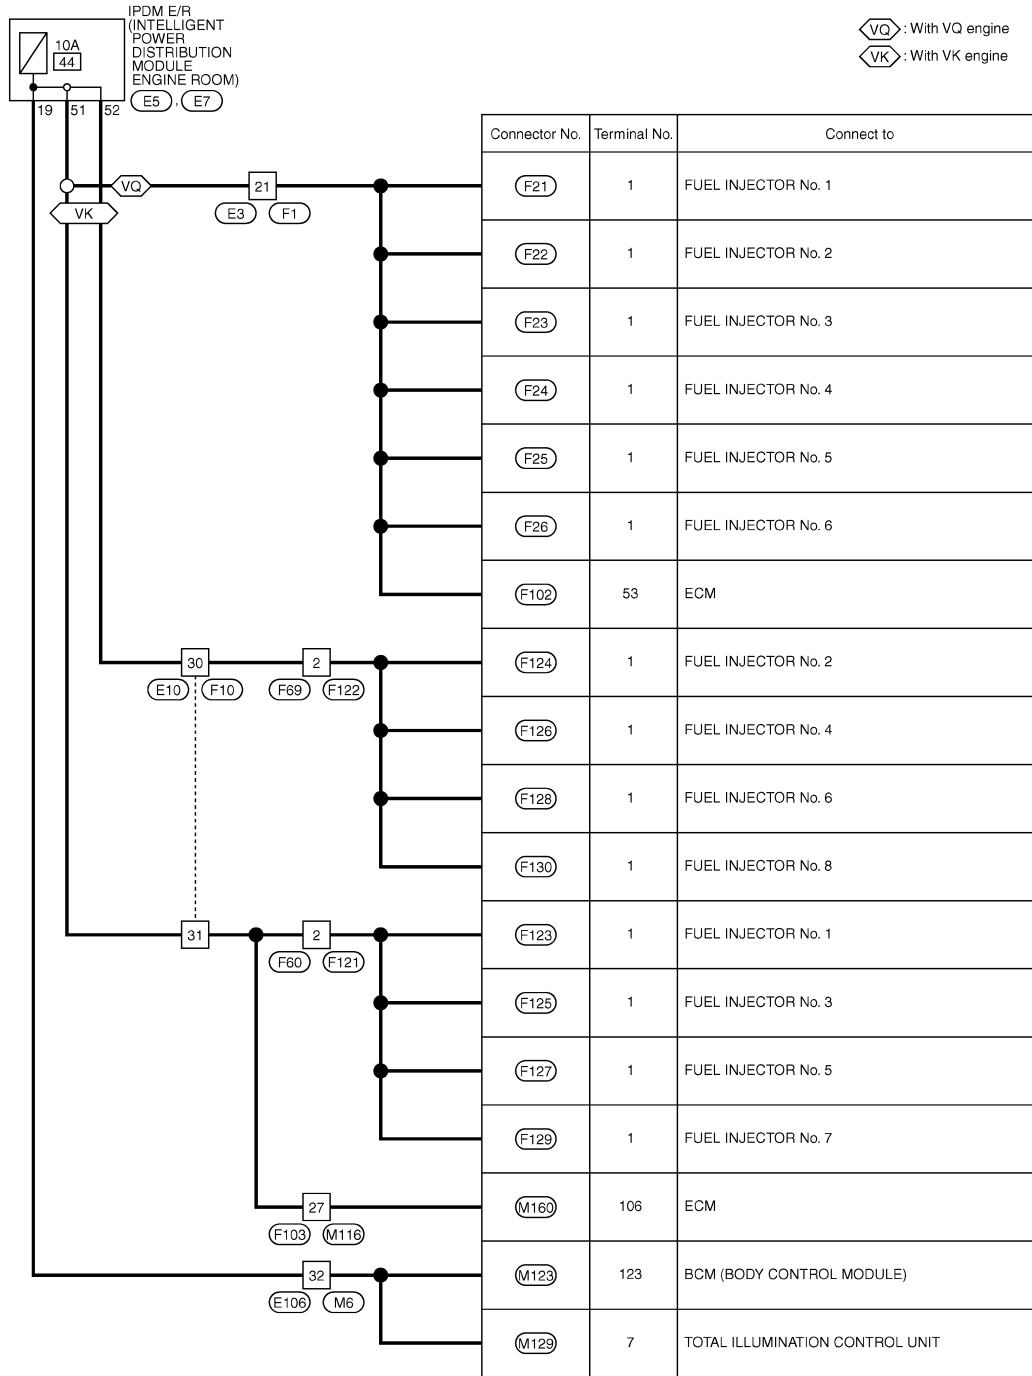 IPDM E/R
(INTELLIGENT
POWER
DISTRIBUTION
MODULE
ENGINE ROOM)
E5 , E7
10A
44
19 51 52
VQ : With VQ engine
VK : With VK engine
Connector No. Terminal No. Connect to
VQ 21 F21 1 FUEL INJECTOR No. 1
VK E3 F1
F22 1 FUEL INJECTOR No. 2
F23 1 FUEL INJECTOR No. 3
F24 1 FUEL INJECTOR No. 4
F25 1 FUEL INJECTOR No. 5
F26 1 FUEL INJECTOR No. 6
F102 53 ECM
30 2 F124 1 FUEL INJECTOR No. 2
E10 F10 F69 F122
F126 1 FUEL INJECTOR No. 4
F128 1 FUEL INJECTOR No. 6
F130 1 FUEL INJECTOR No. 8
31 2 F123 1 FUEL INJECTOR No. 1
F60 F121
F125 1 FUEL INJECTOR No. 3
F127 1 FUEL INJECTOR No. 5
F129 1 FUEL INJECTOR No. 7
27 M160 106 ECM
F103 M116
32 M123 123 BCM (BODY CONTROL MODULE)
E106 M6
M129 7 TOTAL ILLUMINATION CONTROL UNIT